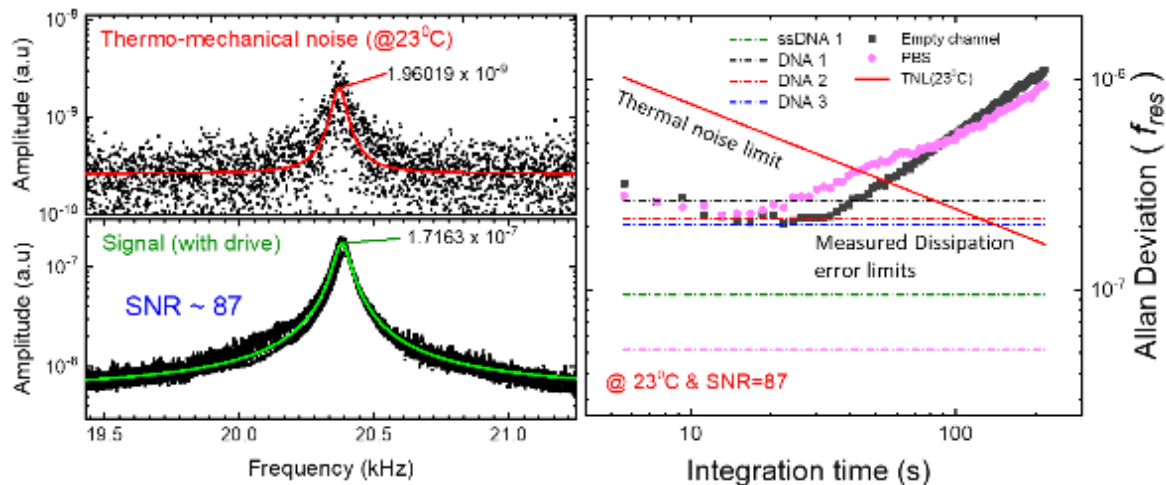 Thermo-mechanical noise (@23⁰C)
1.96019 x 10⁻⁹
10⁻⁸
10⁻⁹
10⁻¹⁰
Amplitude (a.u)
Signal (with drive)
1.7163 x 10⁻⁷
SNR ~ 87
10⁻⁷
10⁻⁸
Amplitude (a.u)
19.5 20.0 20.5 21.0
Frequency (kHz)
ssDNA 1
DNA 1
DNA 2
DNA 3
Empty channel
PBS
TNL(23⁰C)
Thermal noise limit
Measured Dissipation
error limits
@ 23⁰C & SNR=87
10⁻⁶
10⁻⁷
Allan Deviation ( fres)
10 100
Integration time (s)